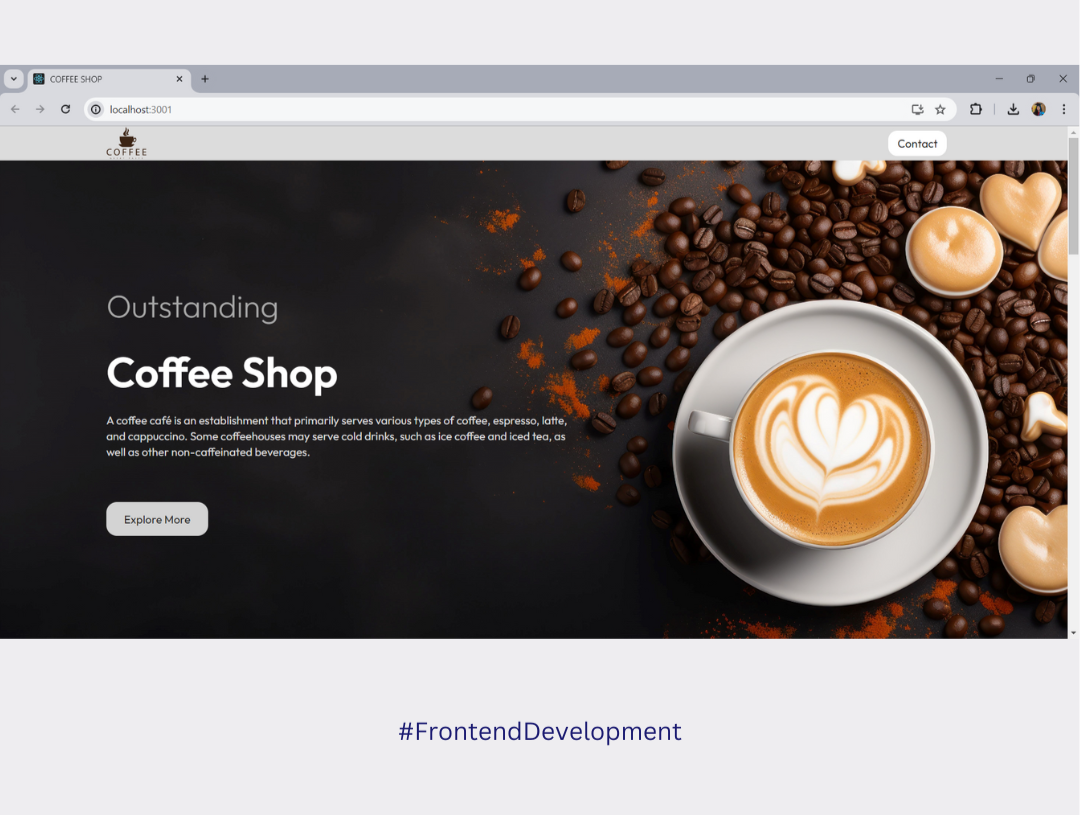 COFFEE SHOP
localhost:3001
COFFEE
Contact
Outstanding
Coffee Shop
A coffee café is an establishment that primarily serves various types of coffee, espresso, latte,
and cappuccino. Some coffeehouses may serve cold drinks, such as ice coffee and iced tea, as
well as other non-caffeinated beverages.
Explore More
#FrontendDevelopment